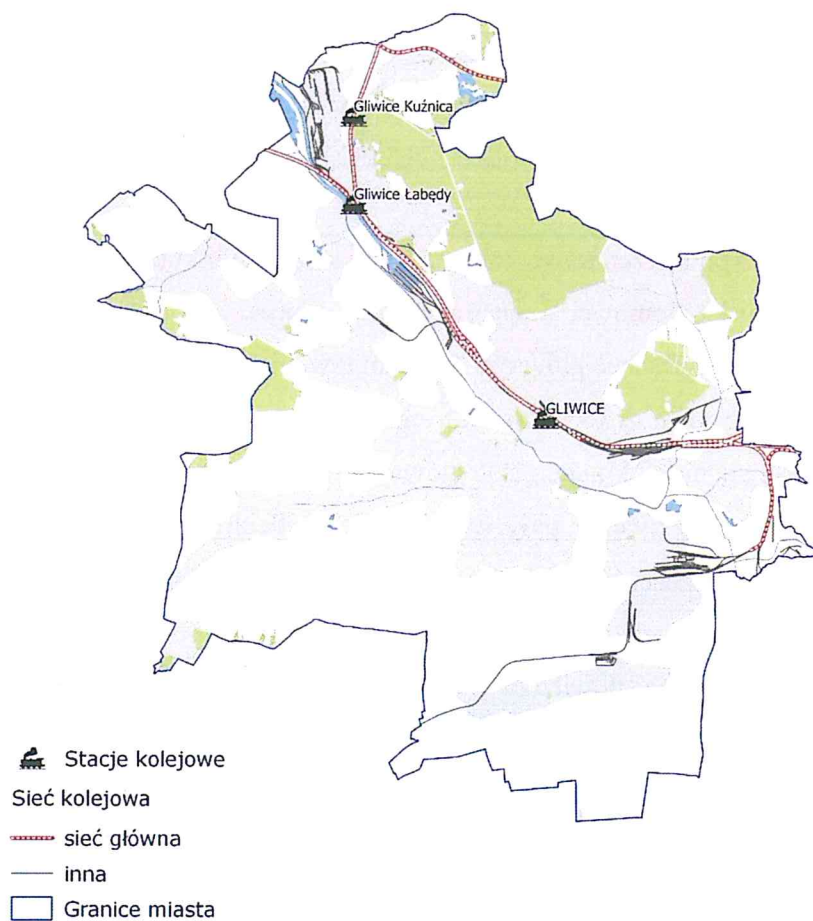 Gliwice Kuźnica
Gliwice Łabędy
GLIWICE
Stacje kolejowe
Sieć kolejowa
sieć główna
inna
Granice miasta